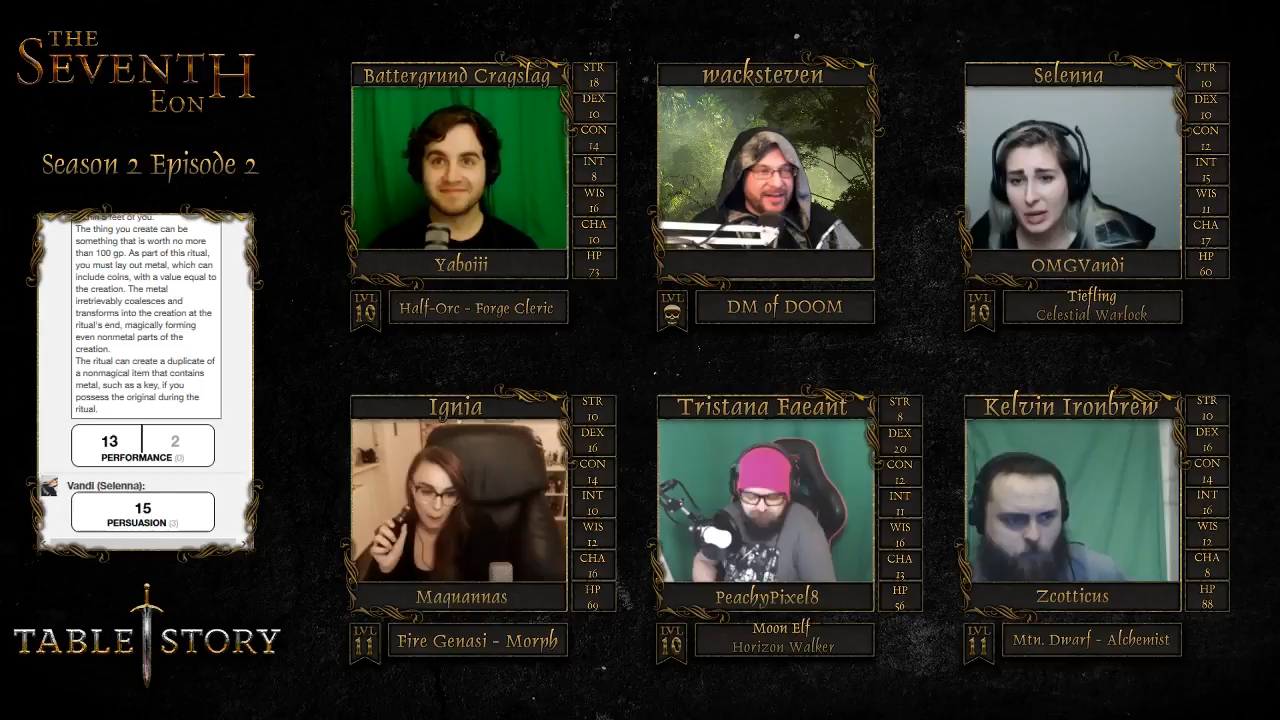 THE
SEVENTH
EON
Season 2 Episode 2
within 5 feet of you.
The thing you create can be
something that is worth no more
than 100 gp. As part of this ritual,
you must lay out metal, which can
include coins, with a value equal to
the creation. The metal
irretrievably coalesces and
transforms into the creation at the
ritual's end, magically forming
even nonmetal parts of the
creation.
The ritual can create a duplicate of
a nonmagical item that contains
metal, such as a key, if you
possess the original during the
ritual.
13 2
PERFORMANCE (0)
Vandi (Selenna):
15
PERSUASION (3)
TABLE STORY
Battergrund Cragslag
STR
18
DEX
10
CON
14
INT
8
WIS
16
CHA
10
HP
73
Yaboiii
LVL
10
Half-Orc - Forge Cleric
wacksteven
LVL
DM of DOOM
Selenna
STR
10
DEX
10
CON
12
INT
15
WIS
11
CHA
17
HP
60
OMGVandi
LVL
10
Tiefling
Celestial Warlock
Ignia
STR
10
DEX
16
CON
14
INT
10
WIS
12
CHA
16
HP
69
Maquannas
LVL
11
Fire Genasi - Morph
Tristana Faeant
STR
8
DEX
20
CON
12
INT
11
WIS
16
CHA
13
HP
56
PeachyPixel8
LVL
10
Moon Elf
Horizon Walker
Kelvin Ironbrew
STR
10
DEX
16
CON
14
INT
16
WIS
12
CHA
8
HP
88
Zcotticus
LVL
11
Mtn. Dwarf - Alchemist